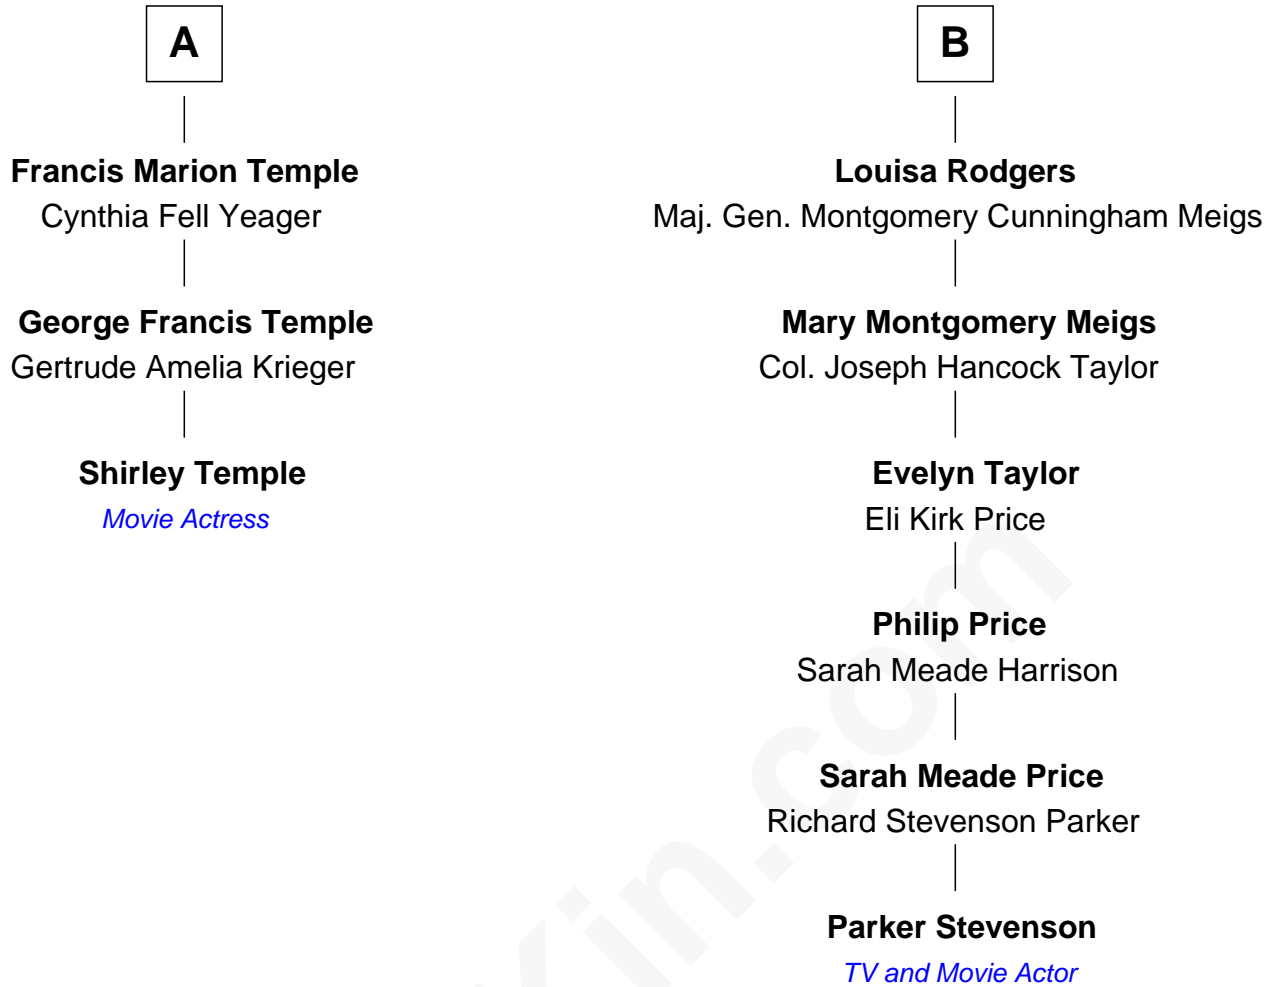 A
Francis Marion Temple
Cynthia Fell Yeager
George Francis Temple
Gertrude Amelia Krieger
Shirley Temple
Movie Actress
B
Louisa Rodgers
Maj. Gen. Montgomery Cunningham Meigs
Mary Montgomery Meigs
Col. Joseph Hancock Taylor
Evelyn Taylor
Eli Kirk Price
Philip Price
Sarah Meade Harrison
Sarah Meade Price
Richard Stevenson Parker
Parker Stevenson
TV and Movie Actor
Kin.com